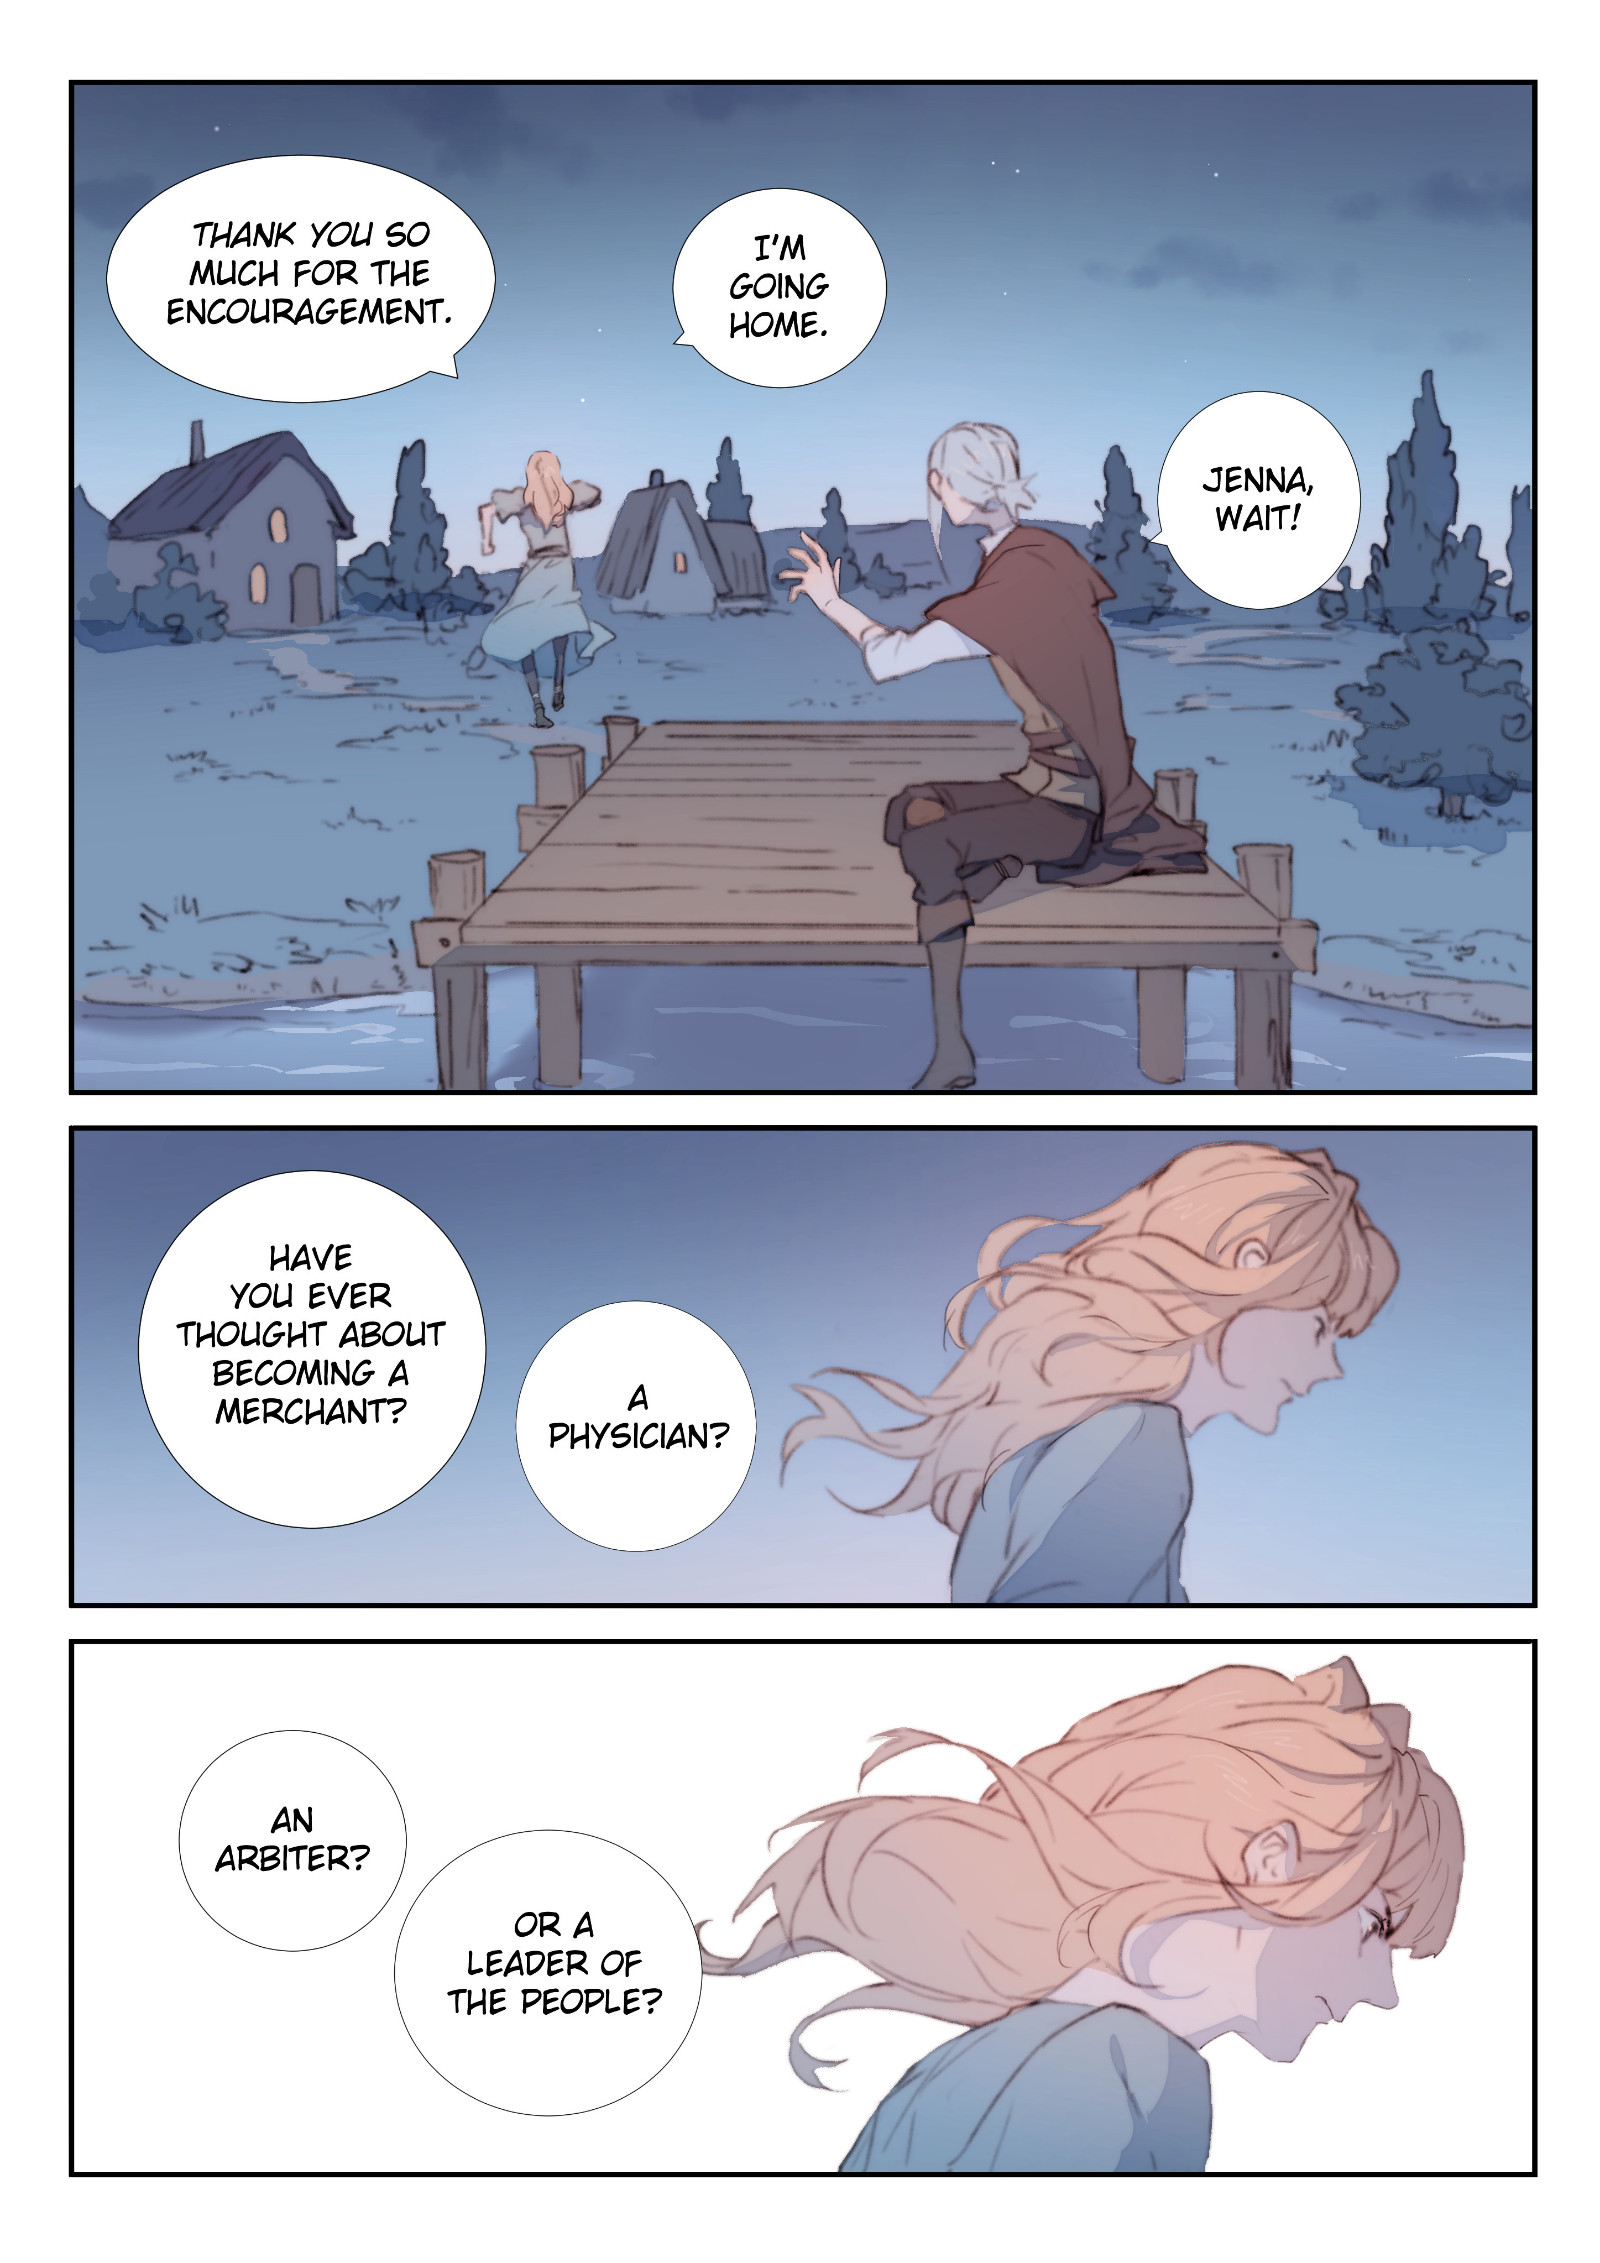 THANK YOU SO
MUCH FOR THE
ENCOURAGEMENT.
I'M
GOING
HOME.
JENNA,
WAIT!
HAVE
YOU EVER
THOUGHT ABOUT
BECOMING A
MERCHANT?
A
PHYSICIAN?
AN
ARBITER?
OR A
LEADER OF
THE PEOPLE?